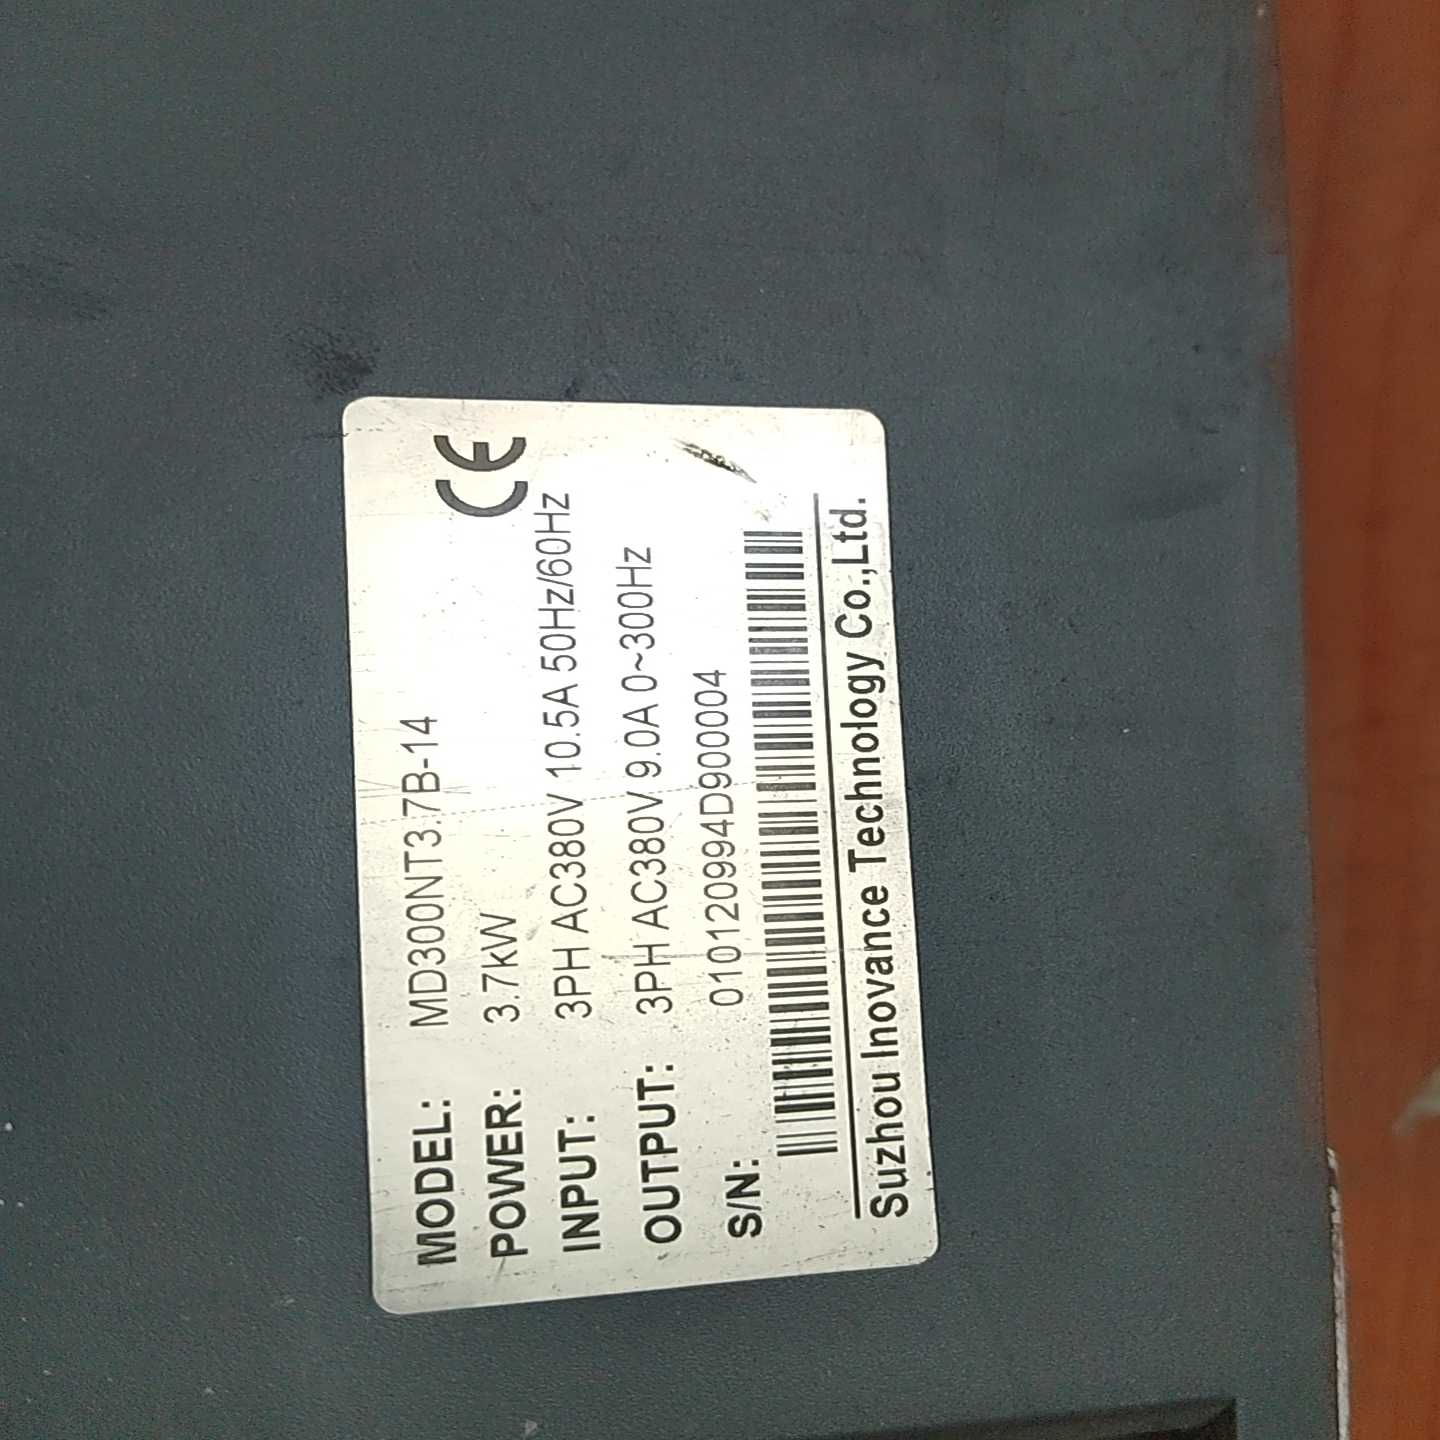 MODEL: MD300NT3.7B-14
POWER: 3.7kW
CE
INPUT: 3PH AC380V 10.5A 50Hz/60Hz
OUTPUT: 3PH AC380V 9.0A 0~300Hz
S/N: 010120994D900004
Suzhou Inovance Technology Co.,Ltd.